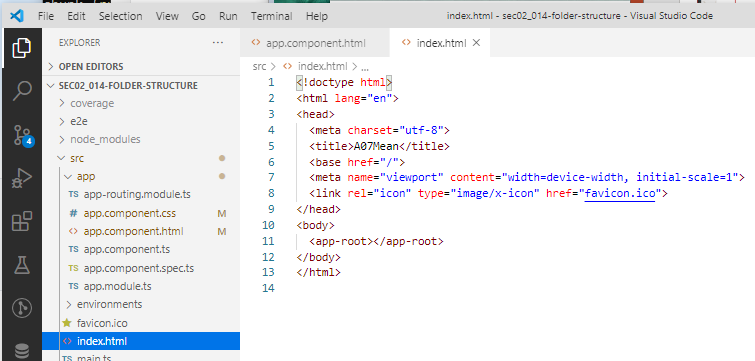 File Edit Selection View Go Run Terminal Help index.html - sec02_014-folder-structure - Visual Studio Code
EXPLORER ...
OPEN EDITORS
SEC02_014-FOLDER-STRUCTURE
coverage
e2e
node_modules
src
app
TS app-routing.module.ts
# app.component.css M
<> app.component.html M
TS app.component.ts
TS app.component.spec.ts
TS app.module.ts
environments
favicon.ico
<> index.html
TS main.ts
4
<> app.component.html <> index.html ×
src > <> index.html > ...
1 <!doctype html>
2 <html lang="en">
3 <head>
4 <meta charset="utf-8">
5 <title>A07Mean</title>
6 <base href="/">
7 <meta name="viewport" content="width=device-width, initial-scale=1">
8 <link rel="icon" type="image/x-icon" href="favicon.ico">
9 </head>
10 <body>
11 <app-root></app-root>
12 </body>
13 </html>
14